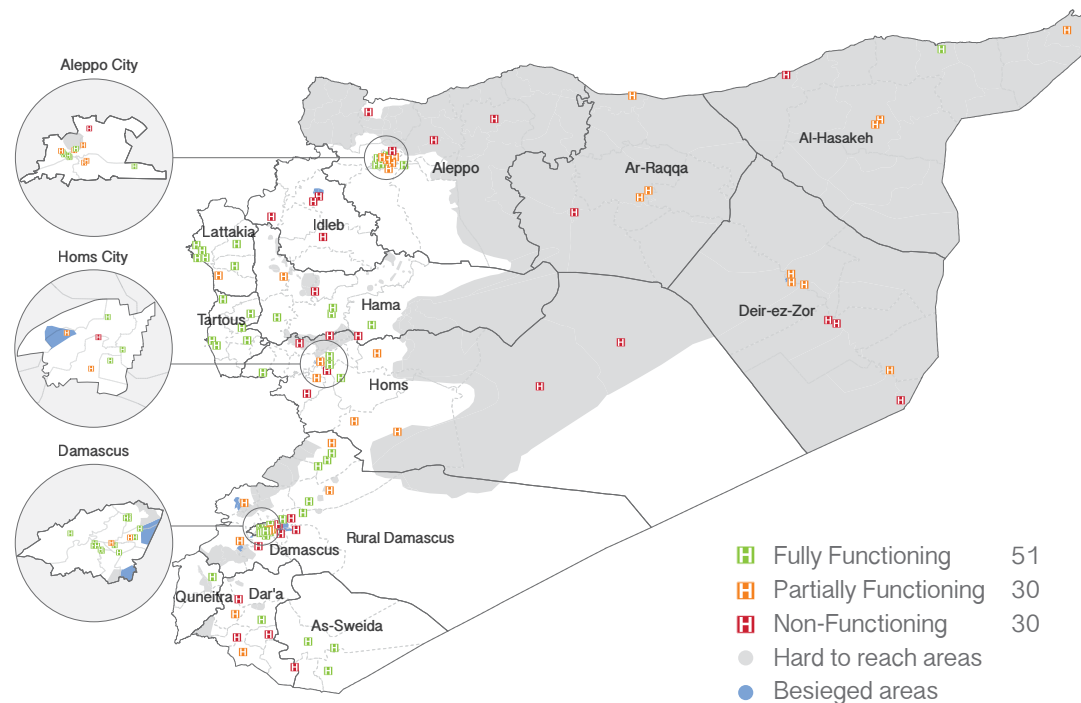 Aleppo City
Al-Hasakeh
Aleppo
Ar-Raqqa
Idleb
Lattakia
Homs City
Hama
Deir-ez-Zor
Tartous
Homs
Damascus
Rural Damascus
Damascus
Quneitra
Dar'a
As-Sweida
H Fully Functioning 51
H Partially Functioning 30
H Non-Functioning 30
Hard to reach areas
Besieged areas